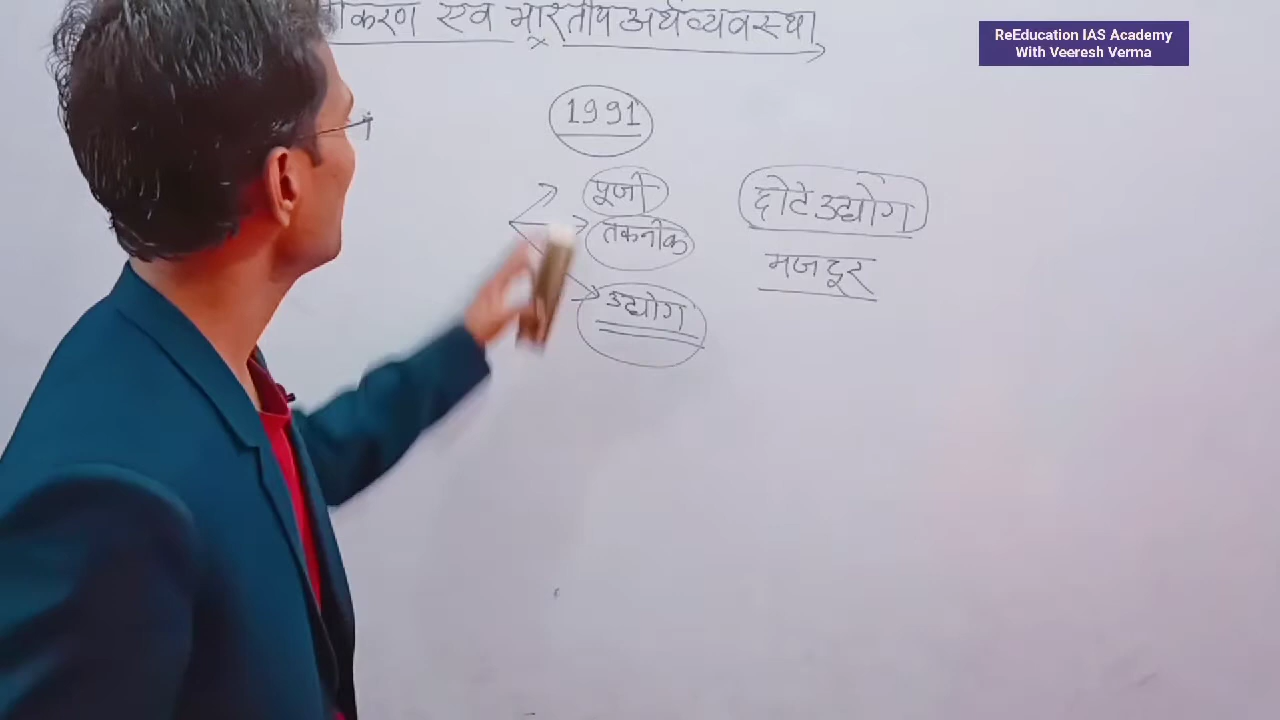 करण एवं भारतीय अर्थव्यवस्था
ReEducation IAS Academy
With Veeresh Verma
1991
पूंजी
तकनीक
उद्योग
छोटे उद्योग
मजदूर